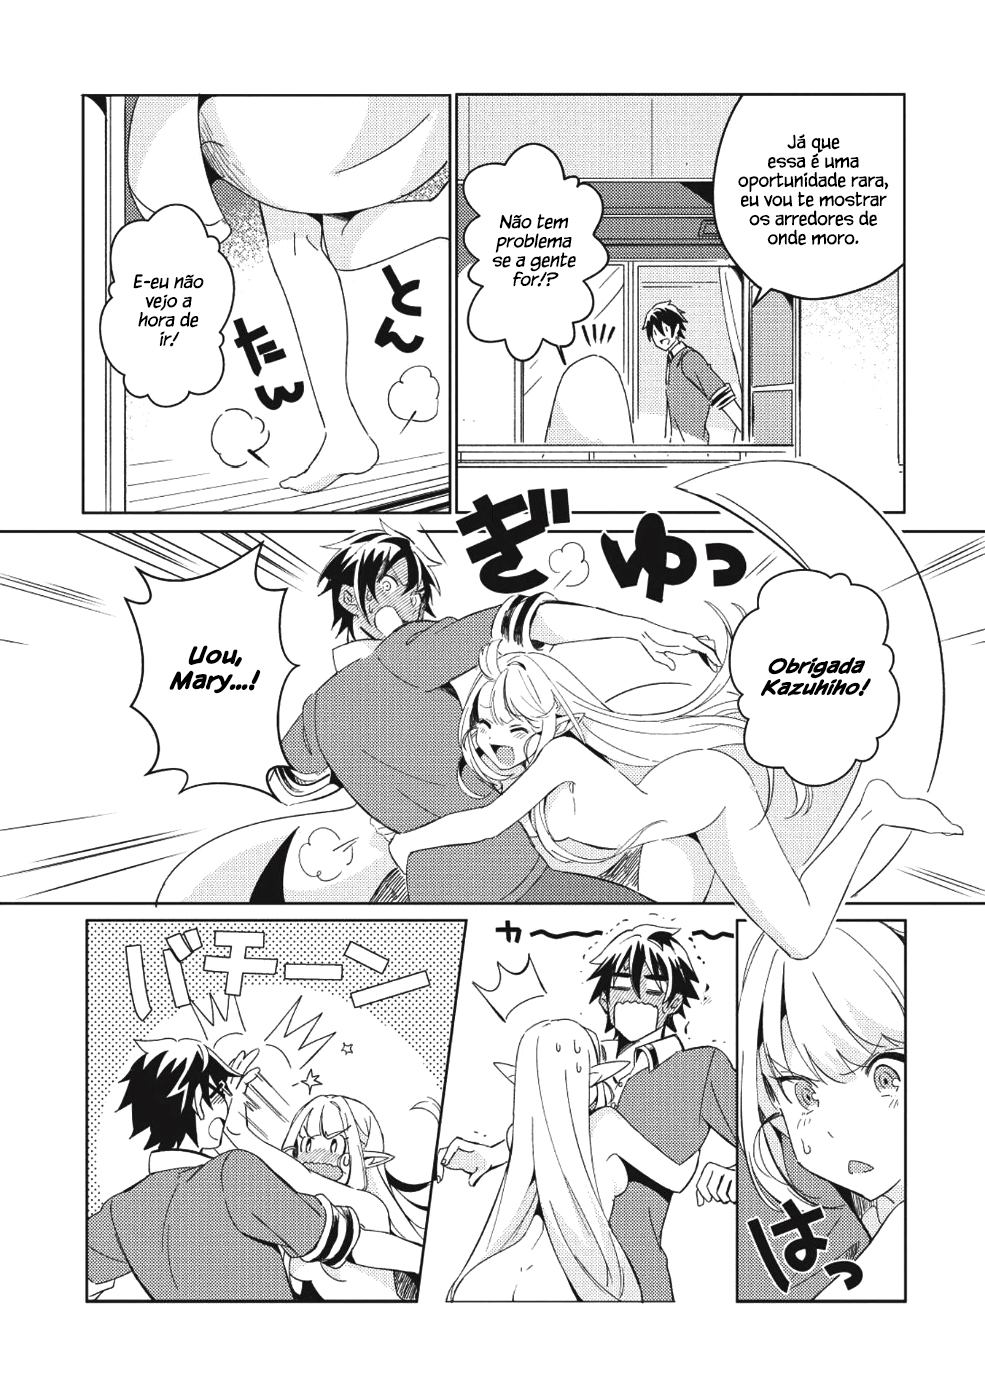 Já que
essa é uma
oportunidade rara,
eu vou te mostrar
os arredores de
onde moro.
Não tem
problema
se a gente
for!?
E-eu não
vejo a
hora de
ir!
とん
たん
ぎゅっ
Obrigada
Kazuhiho!
Uou,
Mary...!
はっ
カ〜〜
バチーン